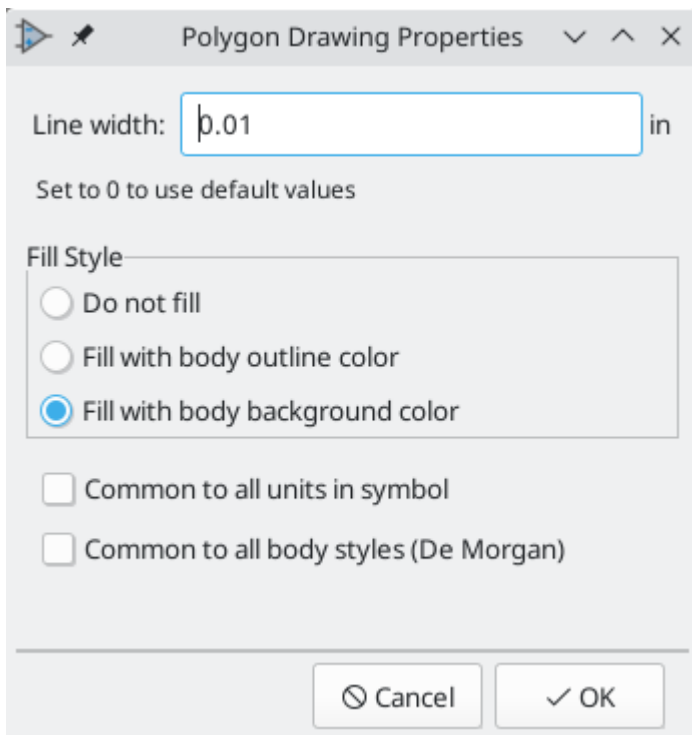 Polygon Drawing Properties
Line width: 0.01 in
Set to 0 to use default values
Fill Style
Do not fill
Fill with body outline color
Fill with body background color
Common to all units in symbol
Common to all body styles (De Morgan)
Cancel OK